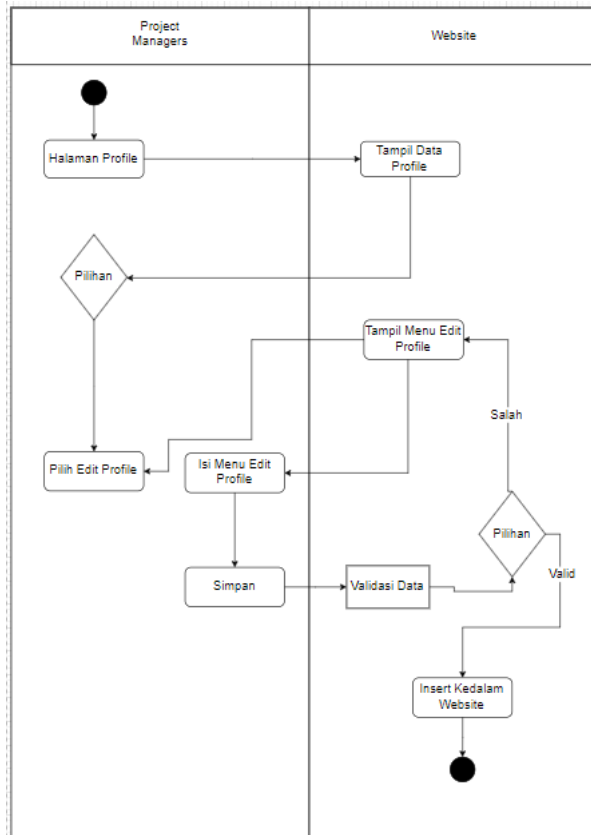 Project
Managers
Website
Halaman Profile
Tampil Data
Profile
Pilihan
Tampil Menu Edit
Profile
Salah
Pilih Edit Profile
Isi Menu Edit
Profile
Pilihan
Valid
Simpan
Validasi Data
Insert Kedalam
Website